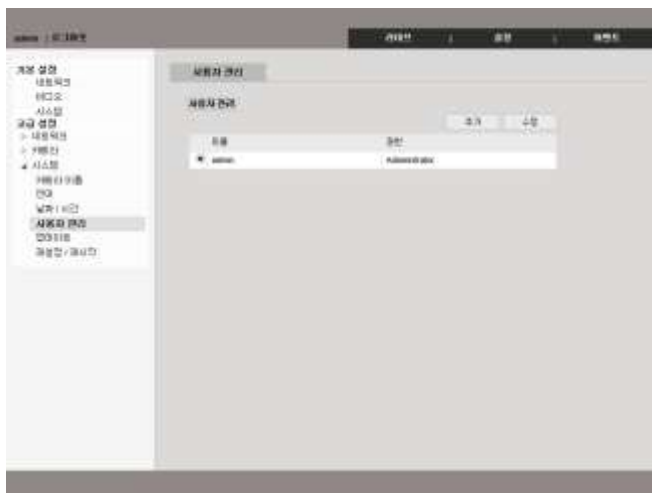 admin | 로그아웃
라이브 | 설정 | 이벤트
기본 설정
네트워크
비디오
시스템
고급 설정
네트워크
카메라
시스템
카메라 이름
언어
날짜 / 시간
사용자 관리
업데이트
재설정 / 재시작
사용자 관리
사용자 관리
추가 수정
이름 권한
admin Administrator